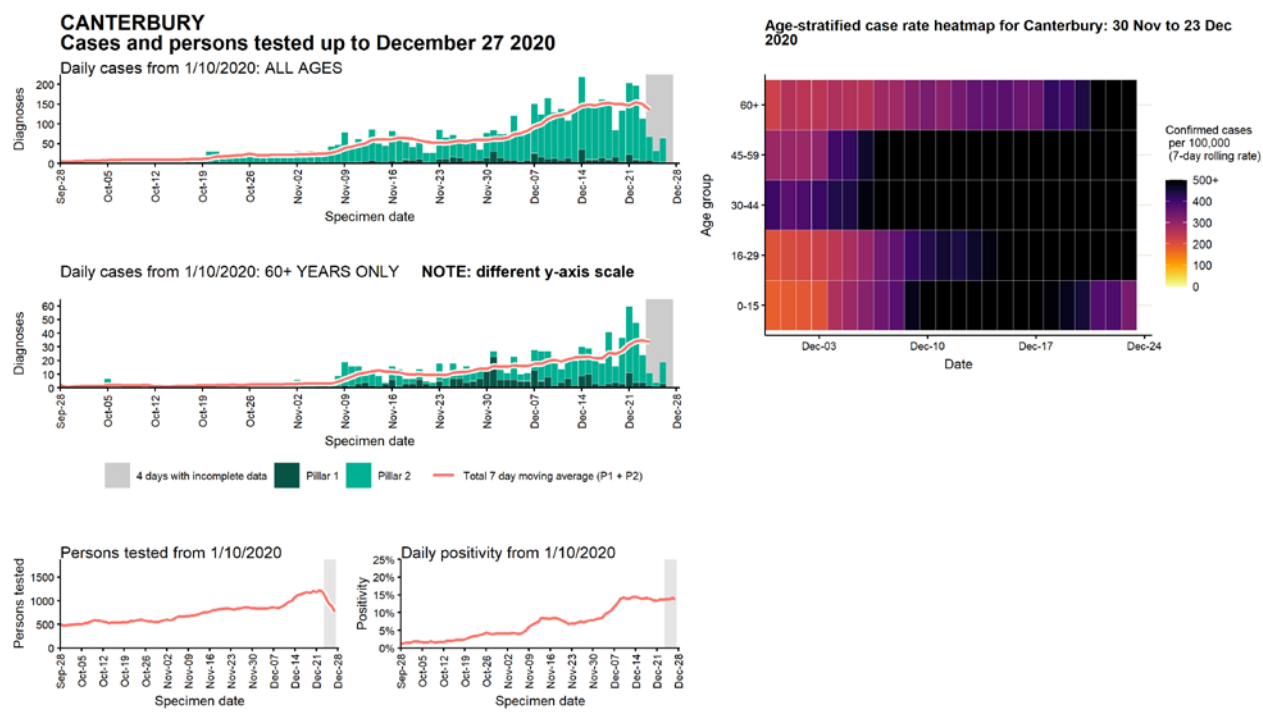 CANTERBURY
Cases and persons tested up to December 27 2020
Daily cases from 1/10/2020: ALL AGES
Diagnoses
200
150
100
50
0
Sep-28
Oct-05
Oct-12
Oct-19
Oct-26
Nov-02
Nov-09
Nov-16
Nov-23
Nov-30
Dec-07
Dec-14
Dec-21
Dec-28
Specimen date
Daily cases from 1/10/2020: 60+ YEARS ONLY NOTE: different y-axis scale
Diagnoses
60
50
40
30
20
10
0
Sep-28
Oct-05
Oct-12
Oct-19
Oct-26
Nov-02
Nov-09
Nov-16
Nov-23
Nov-30
Dec-07
Dec-14
Dec-21
Dec-28
Specimen date
4 days with incomplete data Pillar 1 Pillar 2 Total 7 day moving average (P1 + P2)
Persons tested from 1/10/2020
Persons tested
1500
1000
500
0
Sep-28
Oct-05
Oct-12
Oct-19
Oct-26
Nov-02
Nov-09
Nov-16
Nov-23
Nov-30
Dec-07
Dec-14
Dec-21
Dec-28
Specimen date
Daily positivity from 1/10/2020
Positivity
25%
20%
15%
10%
5%
0%
Sep-28
Oct-05
Oct-12
Oct-19
Oct-26
Nov-02
Nov-09
Nov-16
Nov-23
Nov-30
Dec-07
Dec-14
Dec-21
Dec-28
Specimen date
Age-stratified case rate heatmap for Canterbury: 30 Nov to 23 Dec
2020
Age group
60+
45-59
30-44
16-29
0-15
Dec-03
Dec-10
Dec-17
Dec-24
Date
Confirmed cases
per 100,000
(7-day rolling rate)
500+
400
300
200
100
0